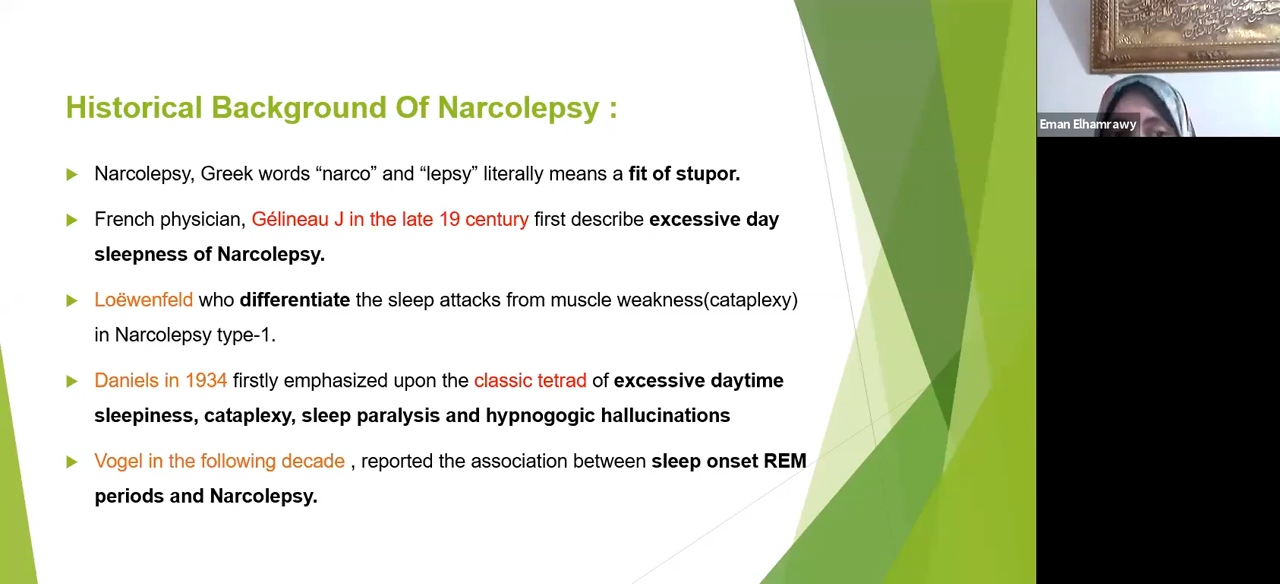 Historical Background Of Narcolepsy :
Narcolepsy, Greek words “narco” and “lepsy” literally means a fit of stupor.
French physician, Gélineau J in the late 19 century first describe excessive day
sleepness of Narcolepsy.
Loëwenfeld who differentiate the sleep attacks from muscle weakness(cataplexy)
in Narcolepsy type-1.
Daniels in 1934 firstly emphasized upon the classic tetrad of excessive daytime
sleepiness, cataplexy, sleep paralysis and hypnogogic hallucinations
Vogel in the following decade , reported the association between sleep onset REM
periods and Narcolepsy.
Eman Elhamrawy